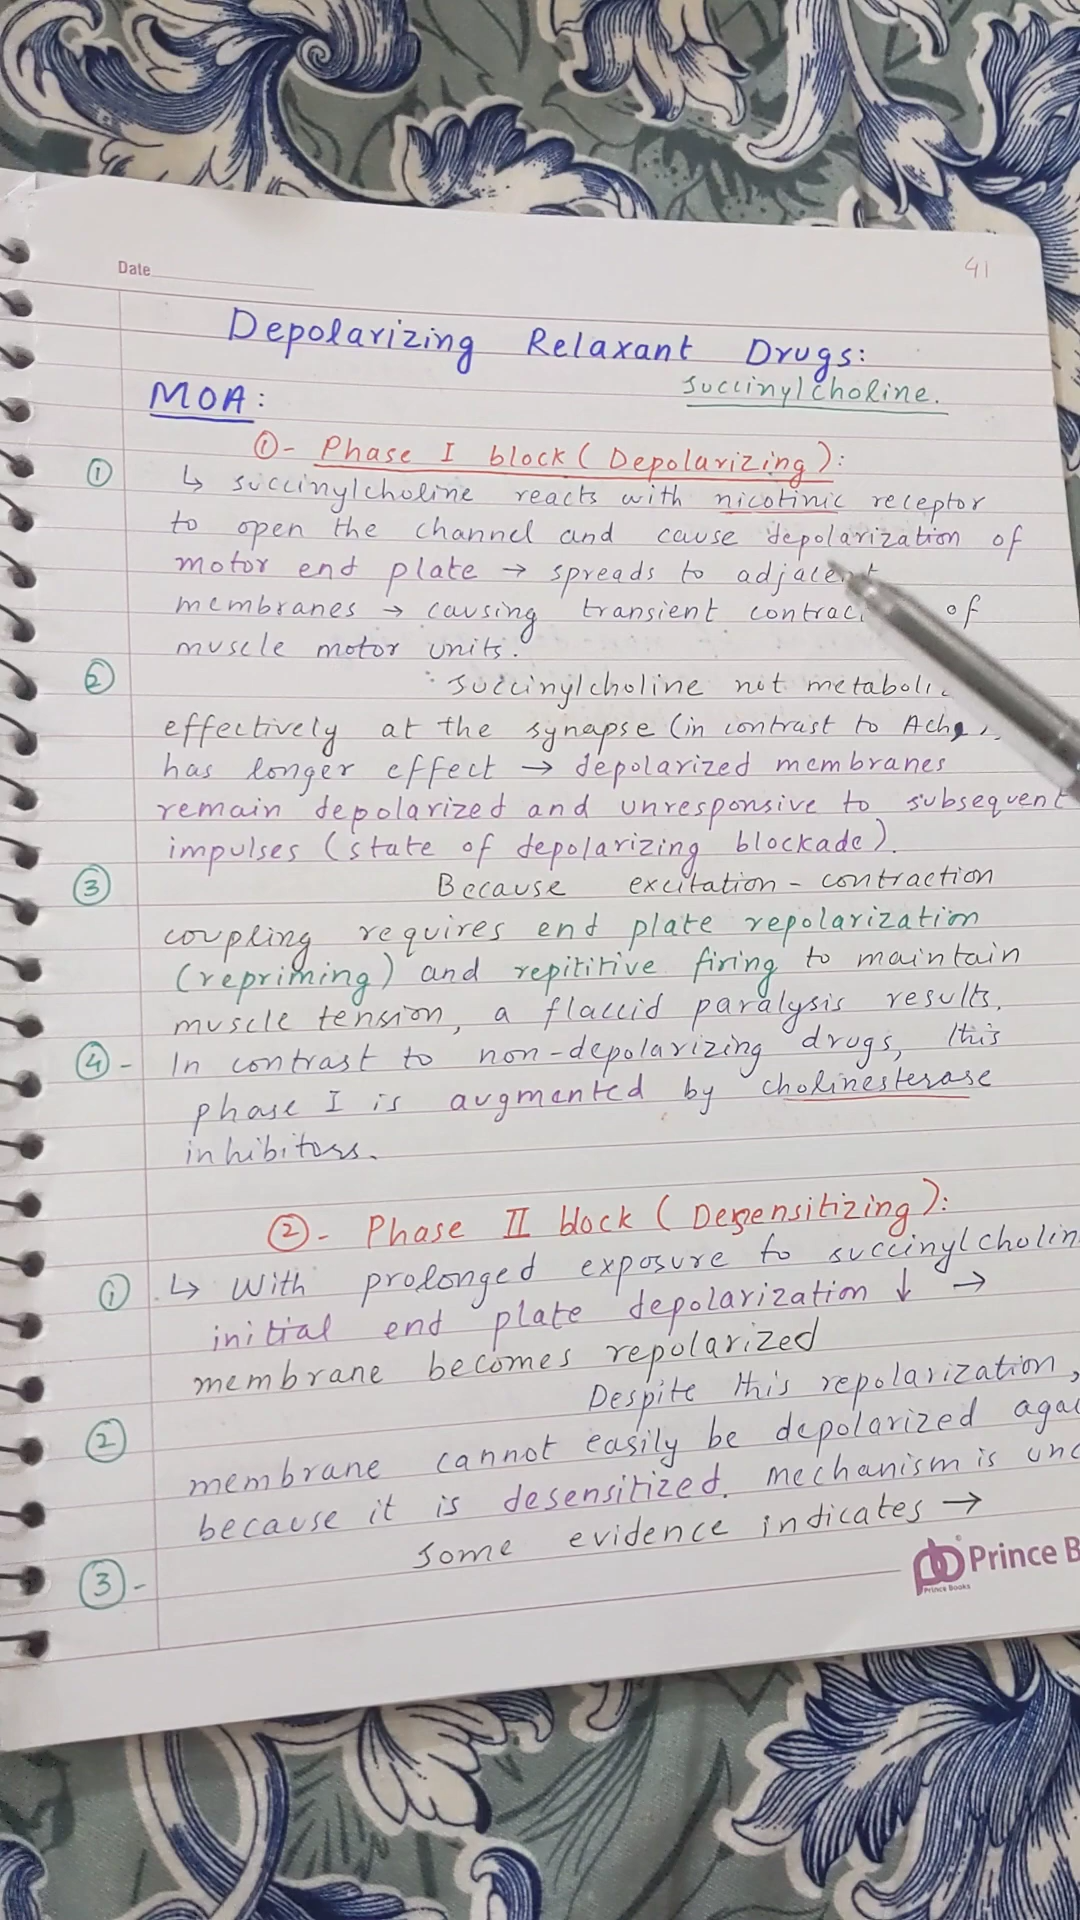 Date
41
Depolarizing Relaxant Drugs:
succinylcholine.
MOA:
①- Phase I block (Depolarizing):
① ↳ succinylcholine reacts with nicotinic receptor
to open the channel and cause depolarization of
motor end plate → spreads to adjacent
membranes → causing transient of
muscle motor units.
② succinylcholine not
effectively at the synapse (in contrast to Ach
has longer effect → depolarized membranes
remain depolarized and unresponsive to subsequent
impulses (state of depolarizing blockade).
③ Because excitation - contraction
coupling requires end plate repolarization
(repriming) and repititive firing to maintain
muscle tension, a flaccid paralysis results.
④- In contrast to non-depolarizing drugs, this
phase I is augmented by cholinesterase
inhibitors.
②- Phase II block (Desensitizing):
① ↳ With prolonged exposure to succinylcholin
initial end plate depolarization ↓ →
membrane becomes repolarized
Despite this repolarization,
② membrane cannot easily be depolarized
because it is desensitized. mechanism is
③- some evidence indicates →
Prince B
Prince Books